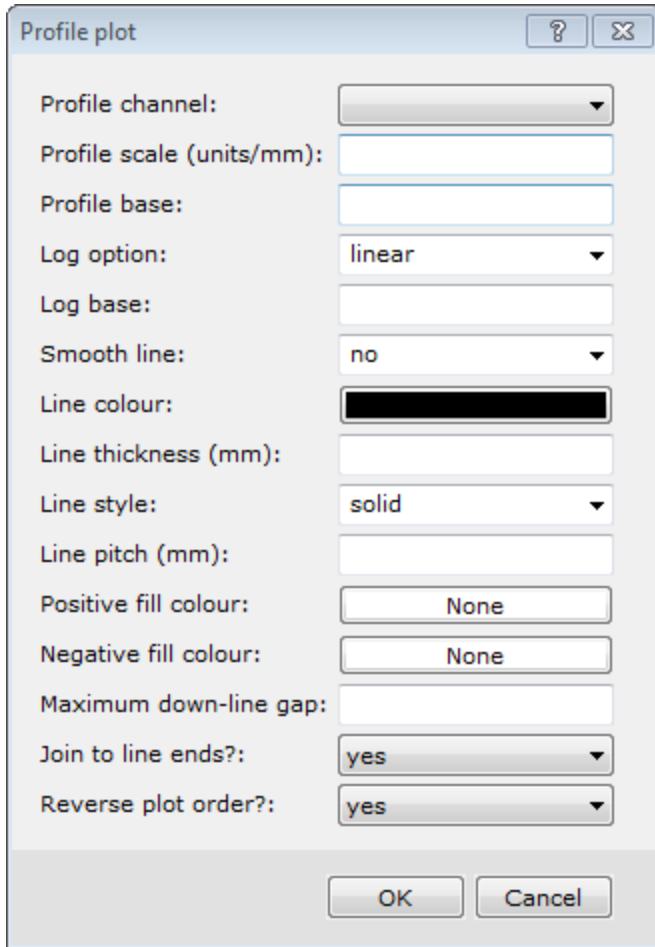 Profile plot
Profile channel:
Profile scale (units/mm):
Profile base:
Log option: linear
Log base:
Smooth line: no
Line colour:
Line thickness (mm):
Line style: solid
Line pitch (mm):
Positive fill colour: None
Negative fill colour: None
Maximum down-line gap:
Join to line ends?: yes
Reverse plot order?: yes
OK Cancel